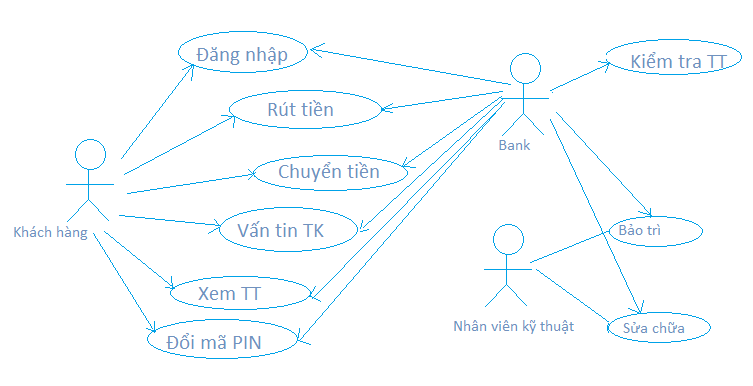 Đăng nhập
Kiểm tra TT
Rút tiền
Bank
Chuyển tiền
Khách hàng
Vấn tin TK
Bảo trì
Xem TT
Nhân viên kỹ thuật
Sửa chữa
Đổi mã PIN